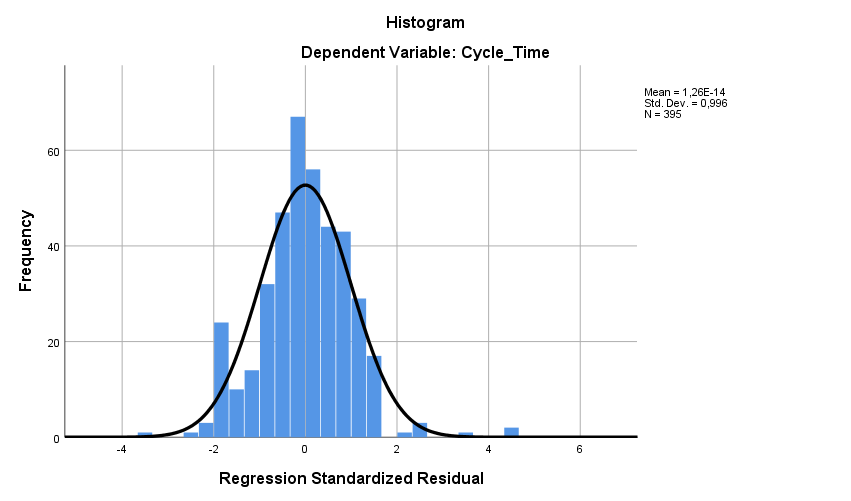 Histogram
Dependent Variable: Cycle_Time
Mean = 1,26E-14
Std. Dev. = 0,996
N = 395
Frequency
60
40
20
0
-4 -2 0 2 4 6
Regression Standardized Residual